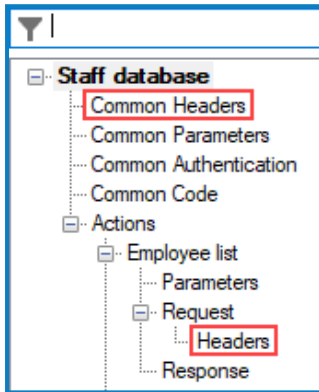 Staff database
Common Headers
Common Parameters
Common Authentication
Common Code
Actions
Employee list
Parameters
Request
Headers
Response